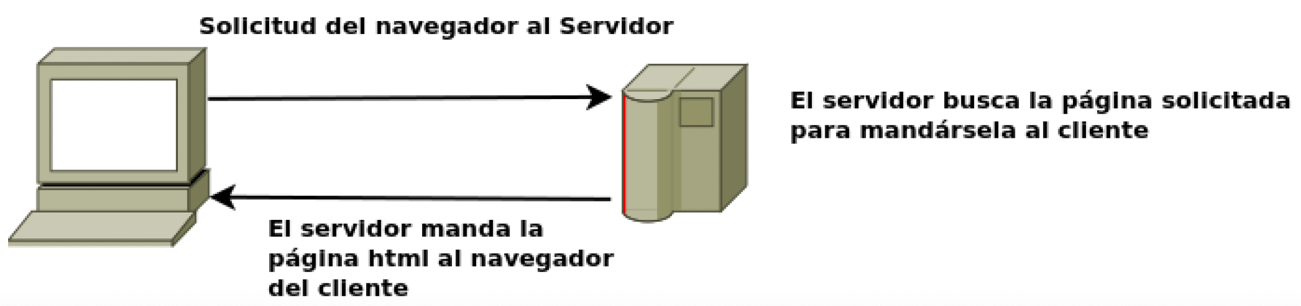 Solicitud del navegador al Servidor
El servidor busca la página solicitada
para mandársela al cliente
El servidor manda la
página html al navegador
del cliente